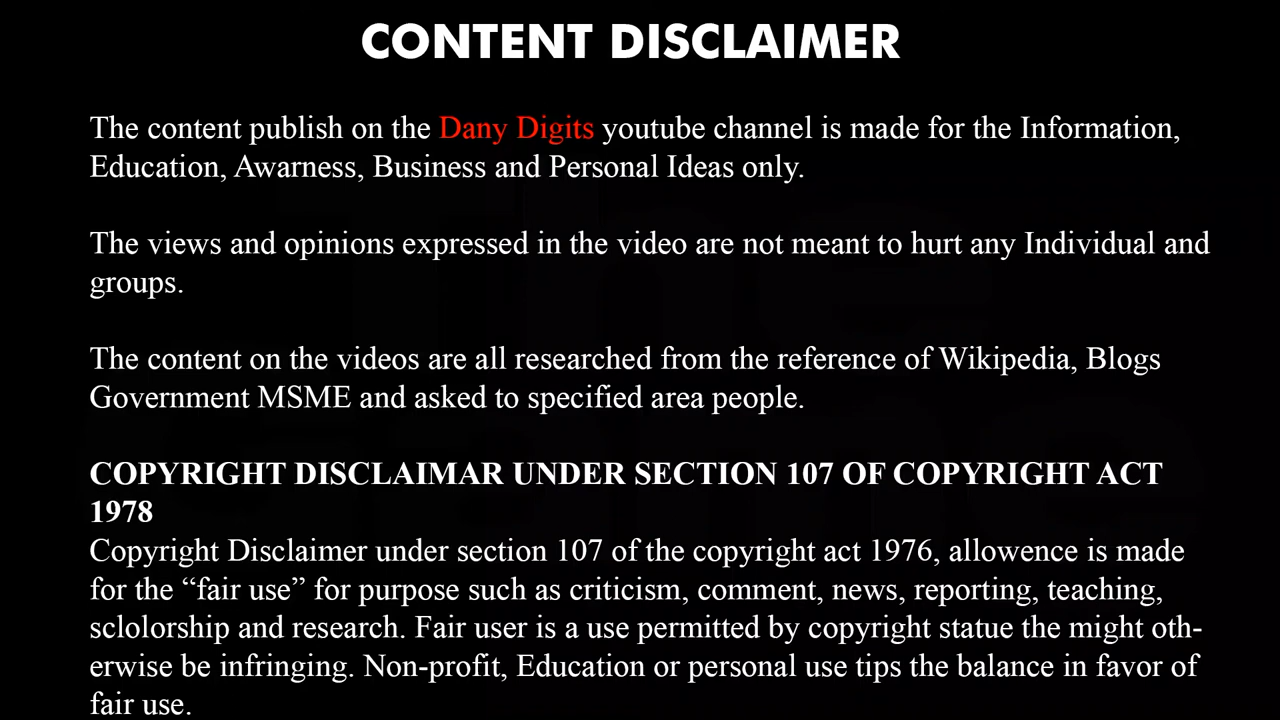 CONTENT DISCLAIMER
The content publish on the Dany Digits youtube channel is made for the Information,
Education, Awarness, Business and Personal Ideas only.
The views and opinions expressed in the video are not meant to hurt any Individual and
groups.
The content on the videos are all researched from the reference of Wikipedia, Blogs
Government MSME and asked to specified area people.
COPYRIGHT DISCLAIMAR UNDER SECTION 107 OF COPYRIGHT ACT
1978
Copyright Disclaimer under section 107 of the copyright act 1976, allowence is made
for the “fair use” for purpose such as criticism, comment, news, reporting, teaching,
sclolorship and research. Fair user is a use permitted by copyright statue the might oth-
erwise be infringing. Non-profit, Education or personal use tips the balance in favor of
fair use.